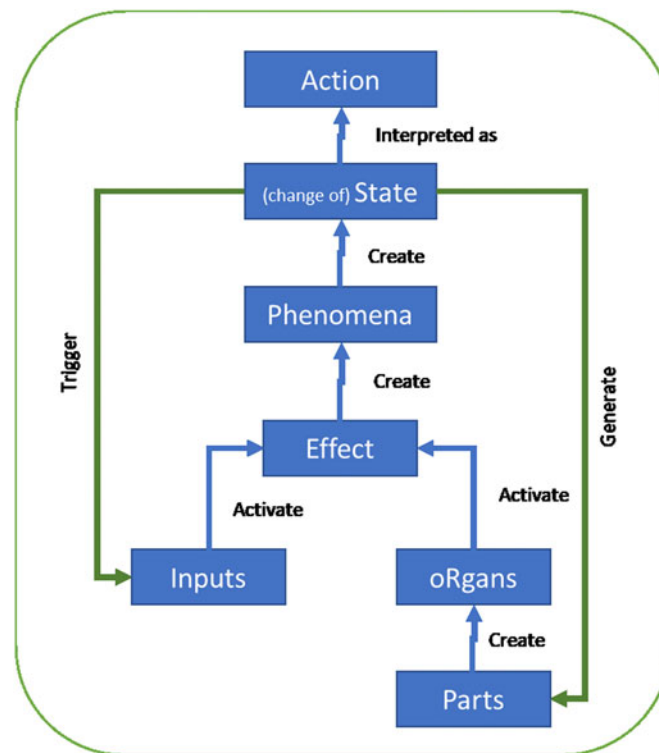 Action
Interpreted as
(change of) State
Create
Phenomena
Trigger
Create
Generate
Effect
Activate
Activate
Inputs
oRgans
Create
Parts